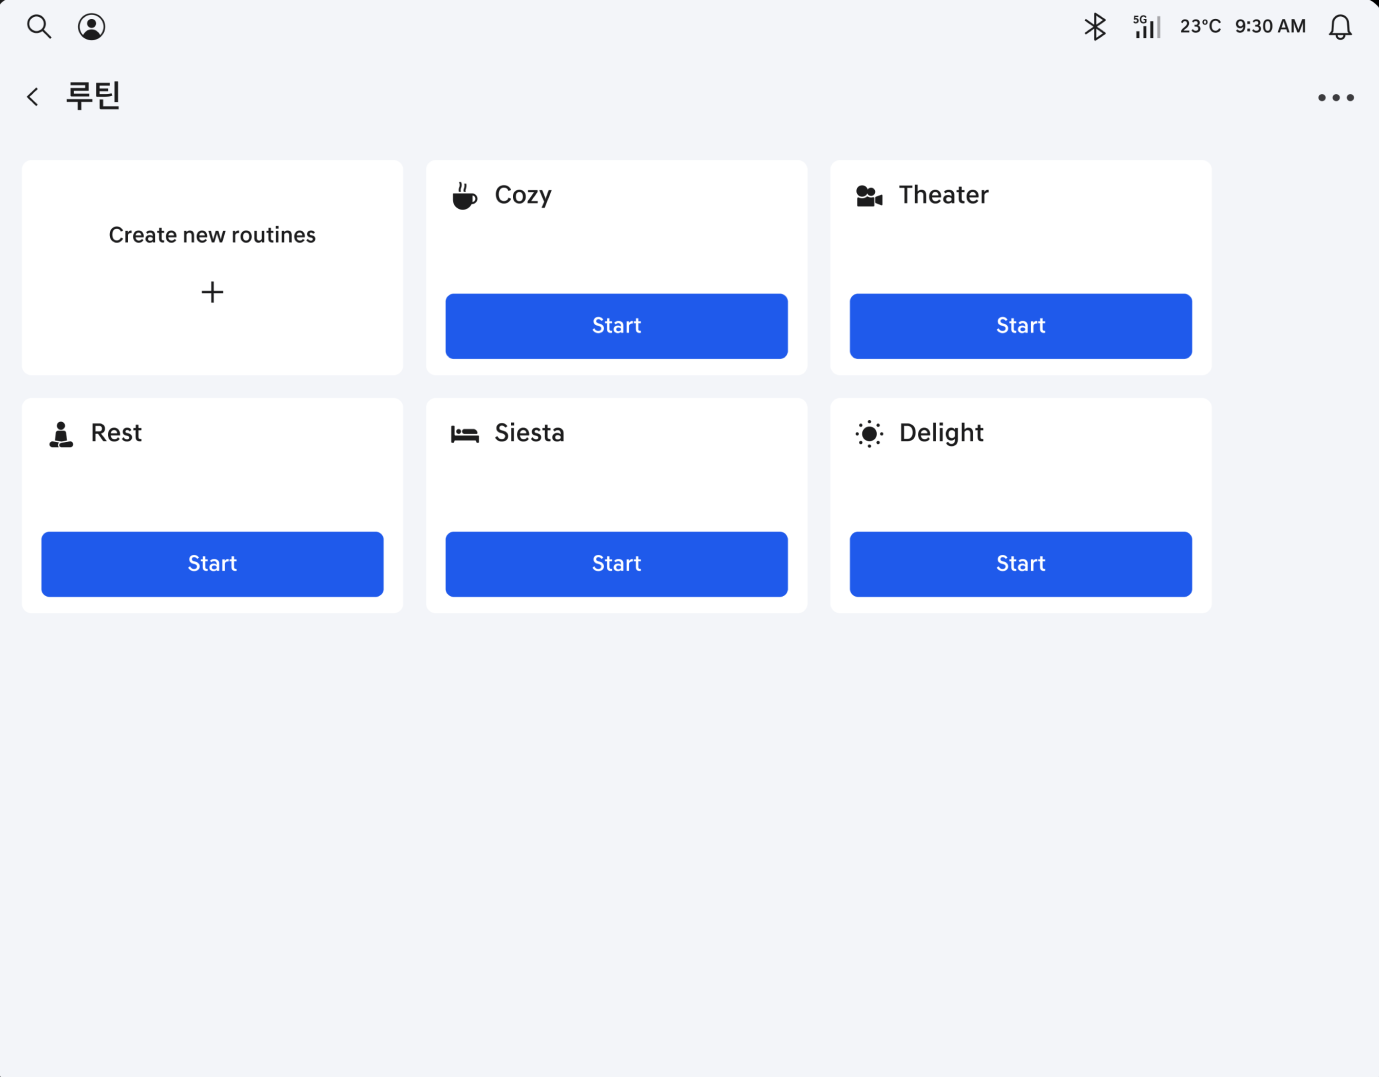 5G
23°C 9:30 AM
루틴
Create new routines
Cozy
Start
Theater
Start
Rest
Start
Siesta
Start
Delight
Start